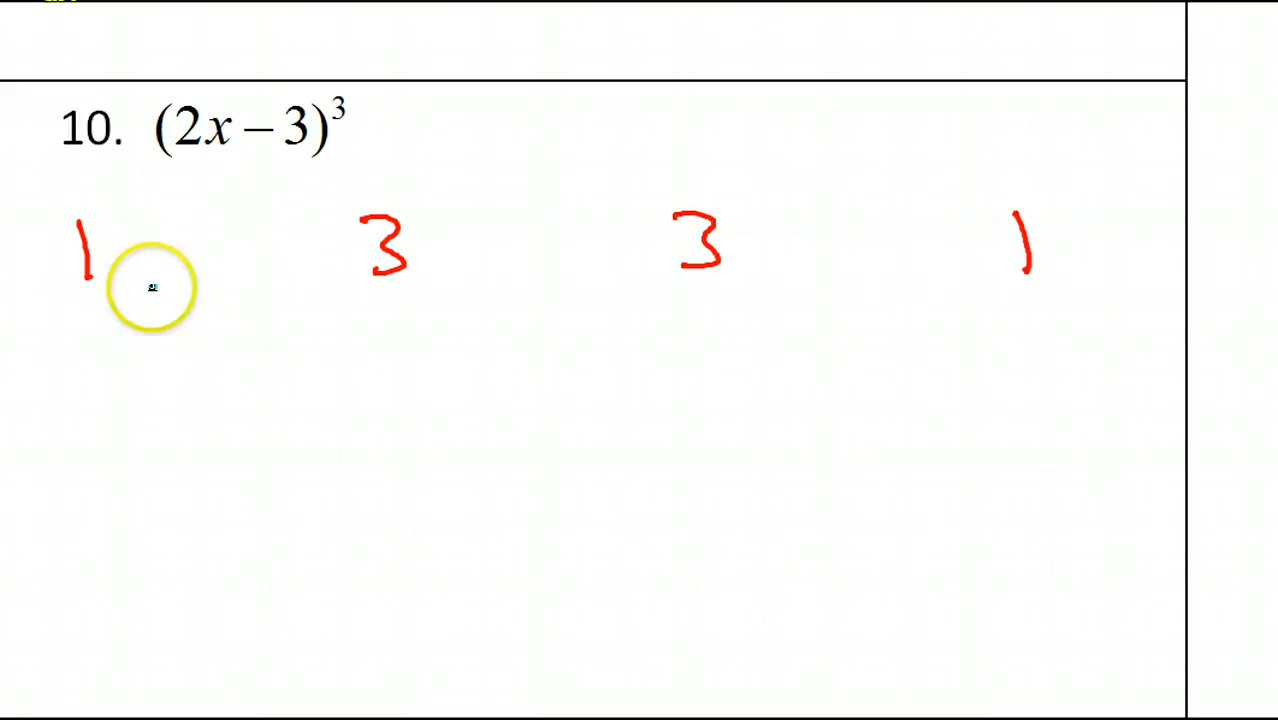 10. (2x – 3)³
1 3 3 1